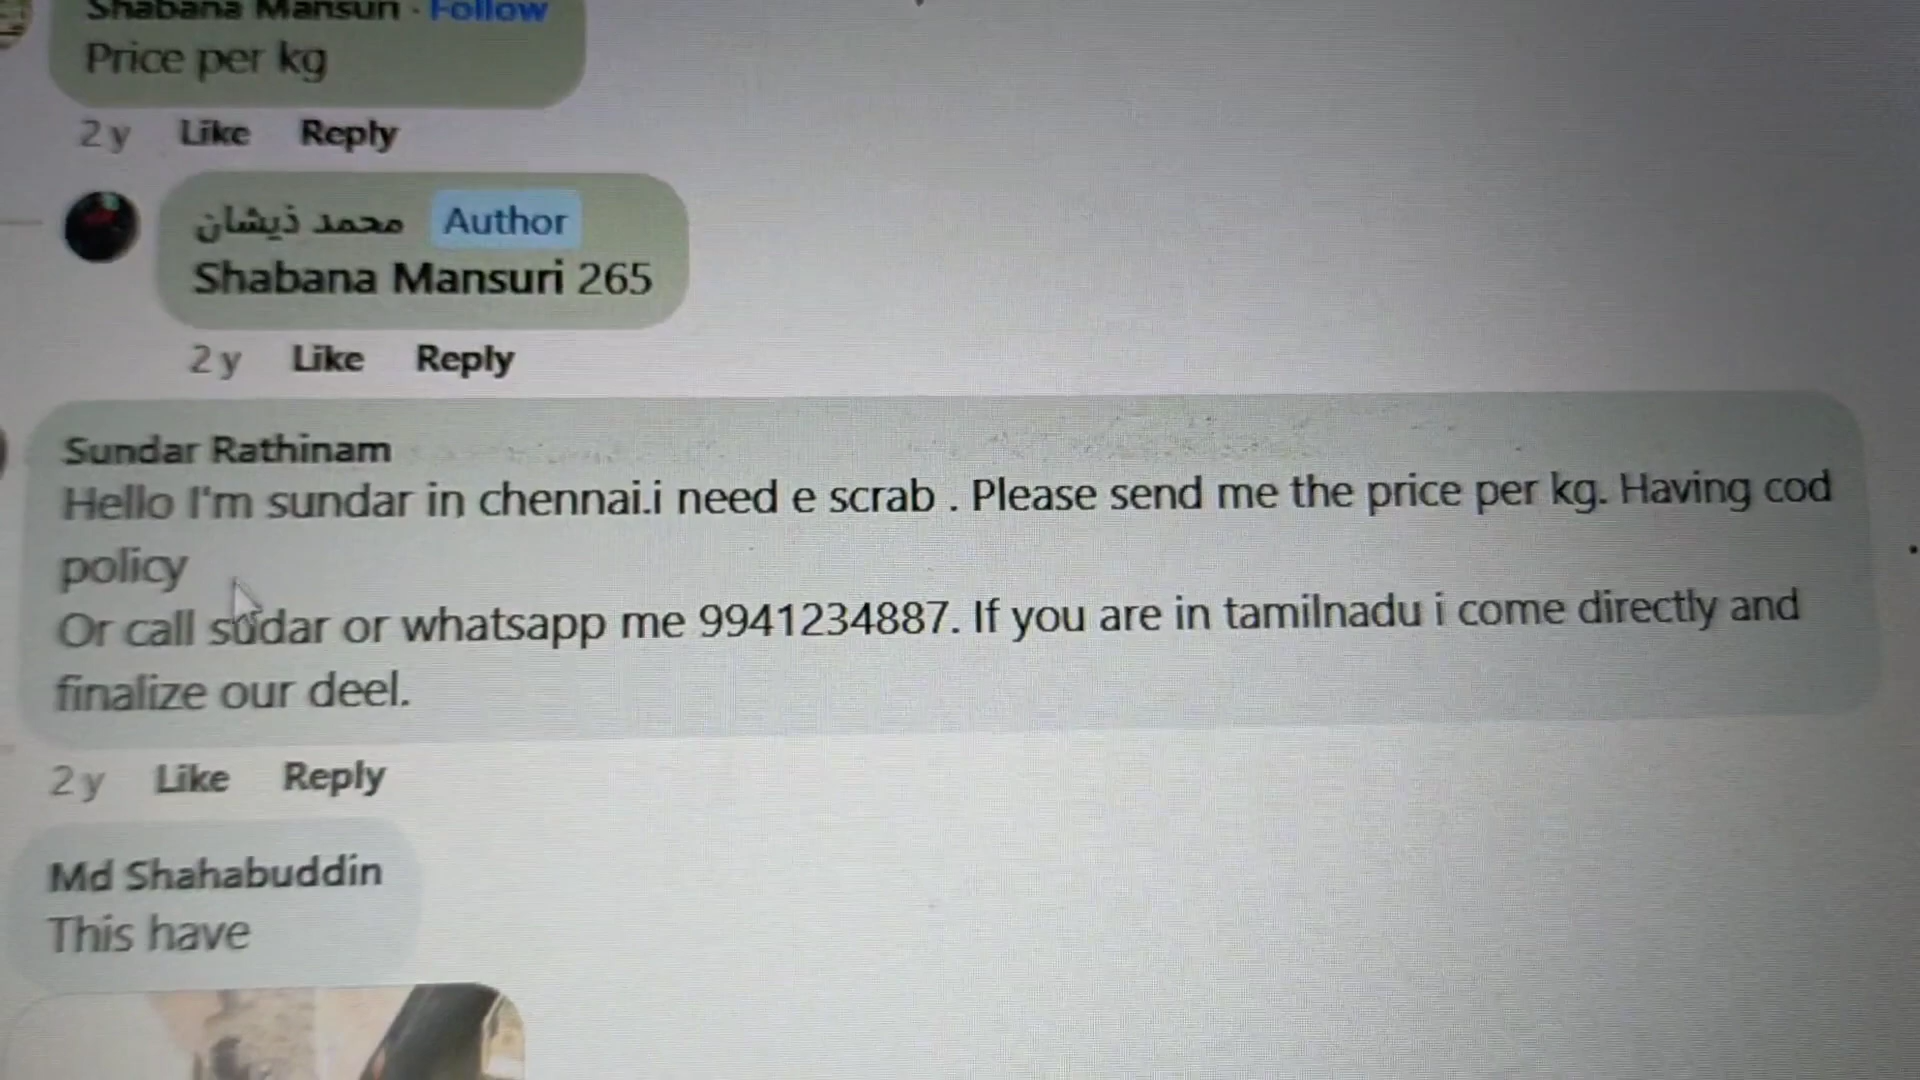 Shabana Mansuri · Follow
Price per kg
2 y Like Reply
محمد ذيشان Author
Shabana Mansuri 265
2 y Like Reply
Sundar Rathinam
Hello I'm sundar in chennai.i need e scrab . Please send me the price per kg. Having cod
policy
Or call sudar or whatsapp me 9941234887. If you are in tamilnadu i come directly and
finalize our deel.
2 y Like Reply
Md Shahabuddin
This have